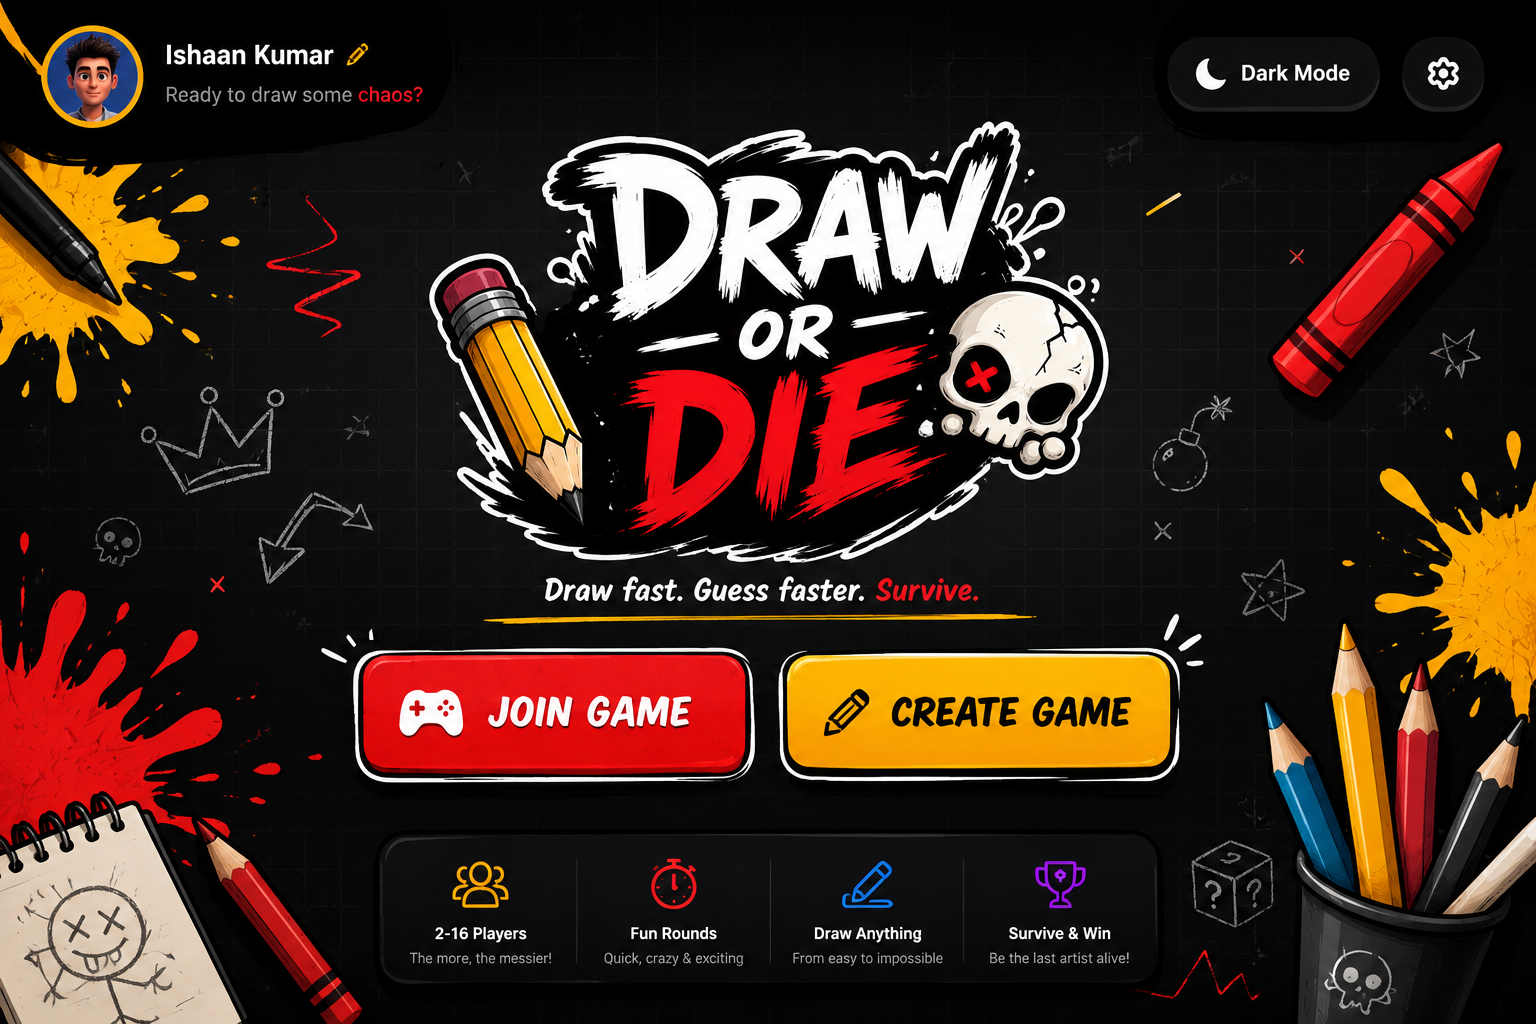 Ishaan Kumar
Ready to draw some chaos?
Dark Mode
DRAW
OR
DIE
Draw fast. Guess faster. Survive.
JOIN GAME
CREATE GAME
2-16 Players
The more, the messier!
Fun Rounds
Quick, crazy & exciting
Draw Anything
From easy to impossible
Survive & Win
Be the last artist alive!
? ?